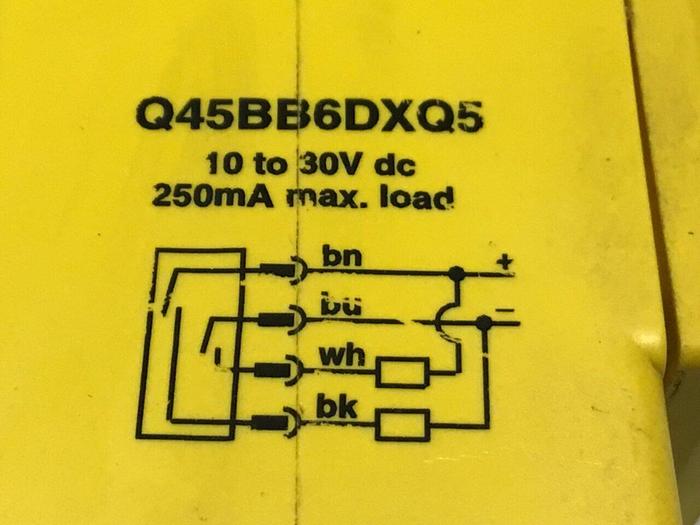 Q45BB6DXQ5
10 to 30V dc
250mA max. load
bn
+
bu
−
wh
bk